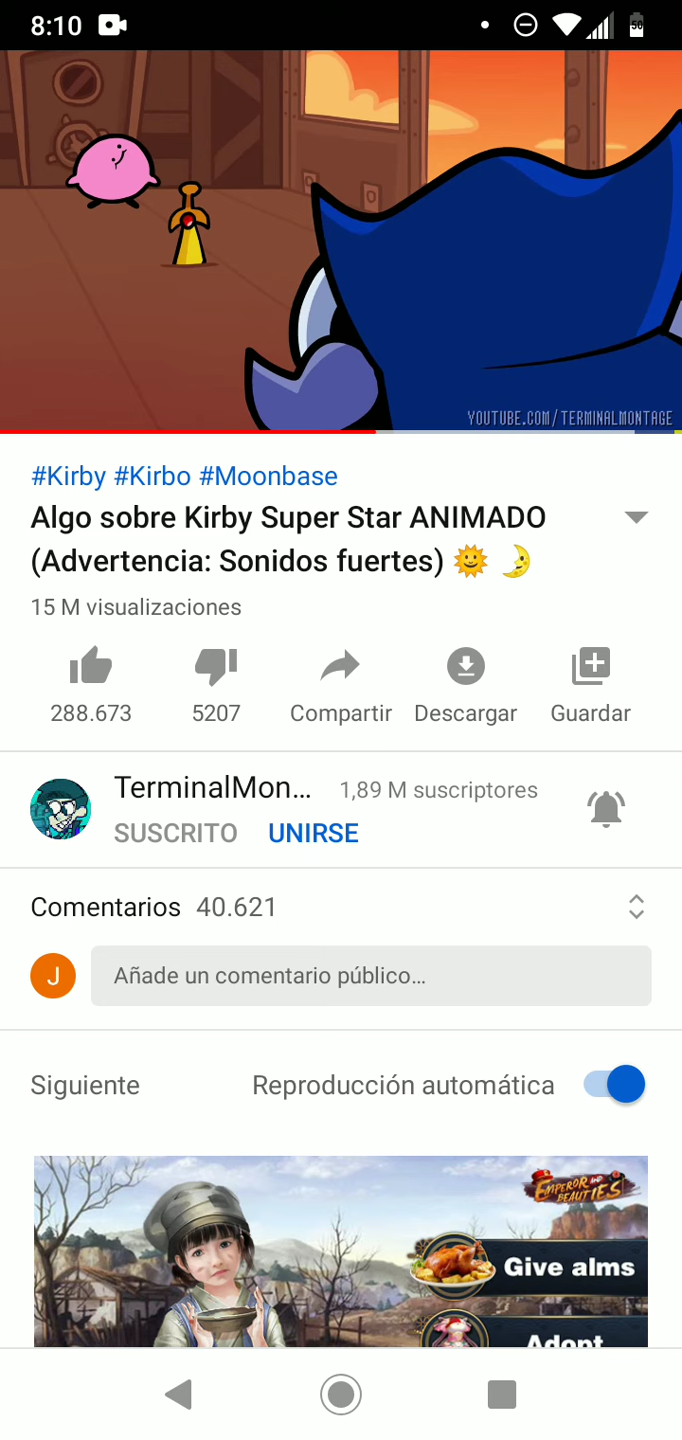 8:10
50
YOUTUBE.COM/TERMINALMONTAGE
#Kirby #Kirbo #Moonbase
Algo sobre Kirby Super Star ANIMADO
(Advertencia: Sonidos fuertes) 🌞 🌛
15 M visualizaciones
288.673
5207
Compartir
Descargar
Guardar
TerminalMon...
1,89 M suscriptores
SUSCRITO
UNIRSE
Comentarios 40.621
J
Añade un comentario público...
Siguiente
Reproducción automática
EMPEROR AND
BEAUTIES
Give alms
Adopt